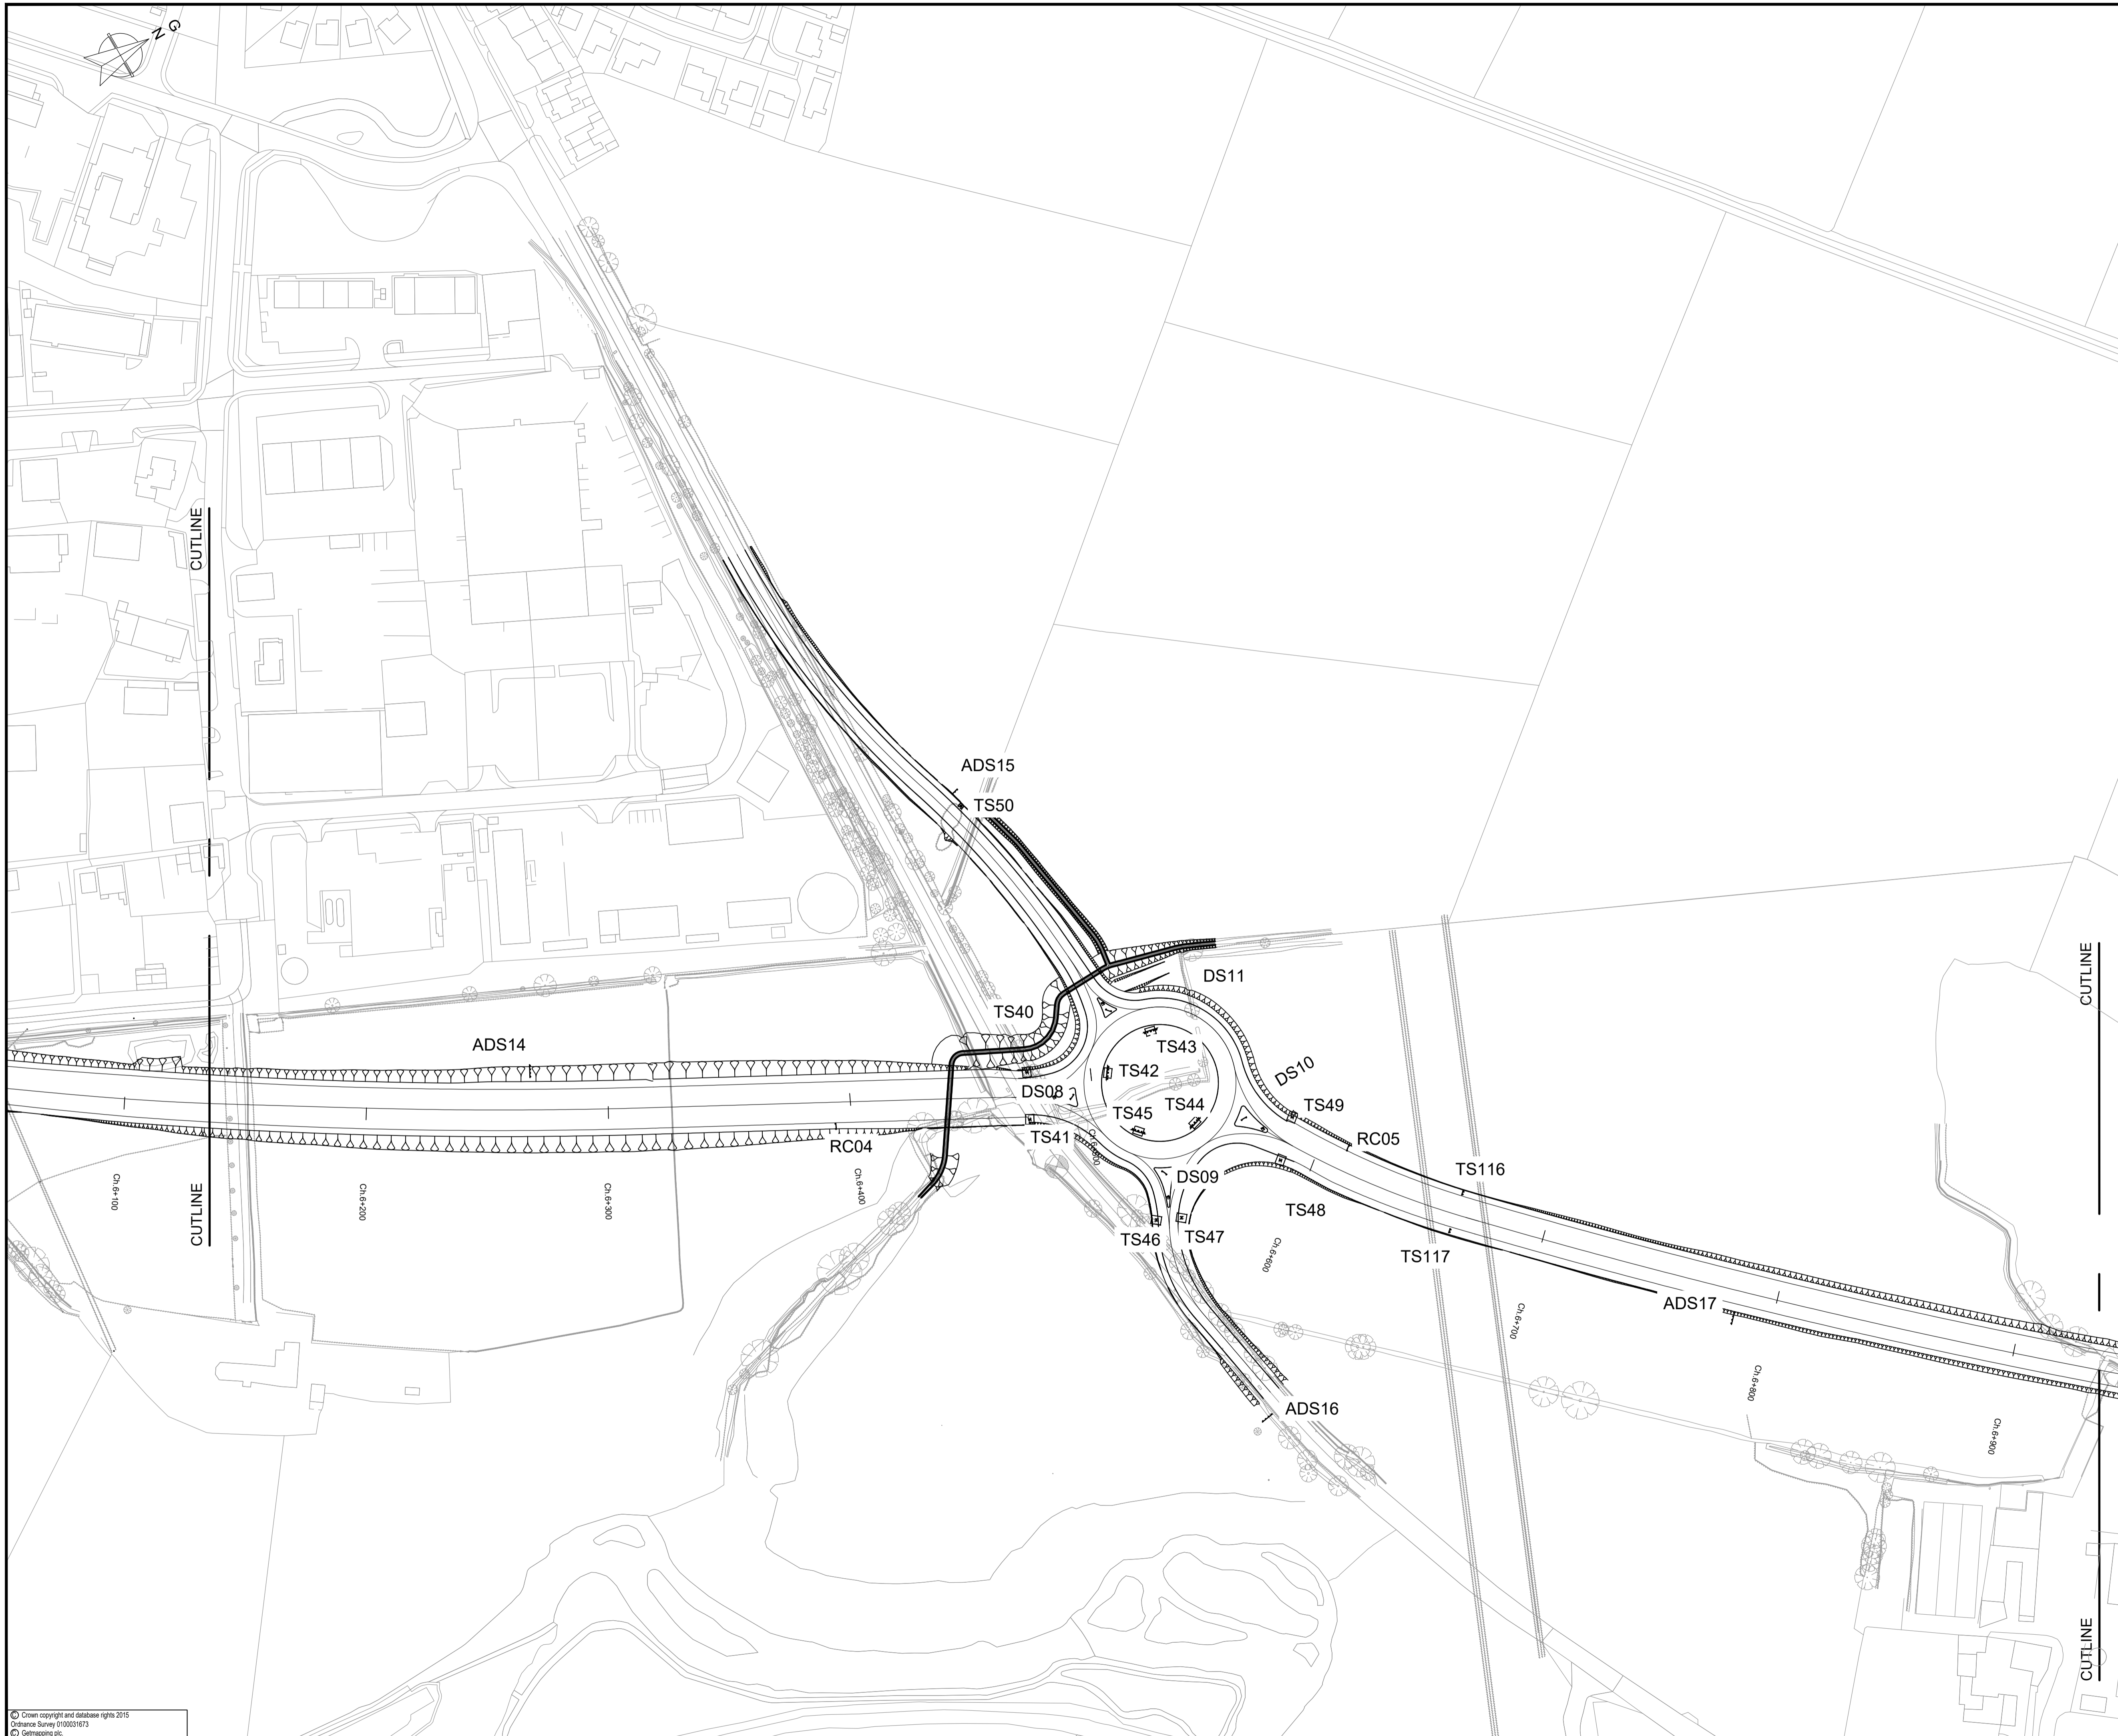 G
N
CUTLINE
ADS15
TS50
CUTLINE
DS11
TS40
ADS14
TS43
TS42
DS10
DS08
TS49
TS45
TS44
TS41
RC04
RC05
TS116
DS09
Ch.6+100
Ch.6+200
Ch.6+300
Ch.6+400
TS48
CUTLINE
TS46
TS47
TS117
Ch.6+600
ADS17
Ch.6+700
Ch.6+800
ADS16
Ch.6+900
CUTLINE
© Crown copyright and database rights 2015
Ordnance Survey 0100031673
© Getmapping plc.